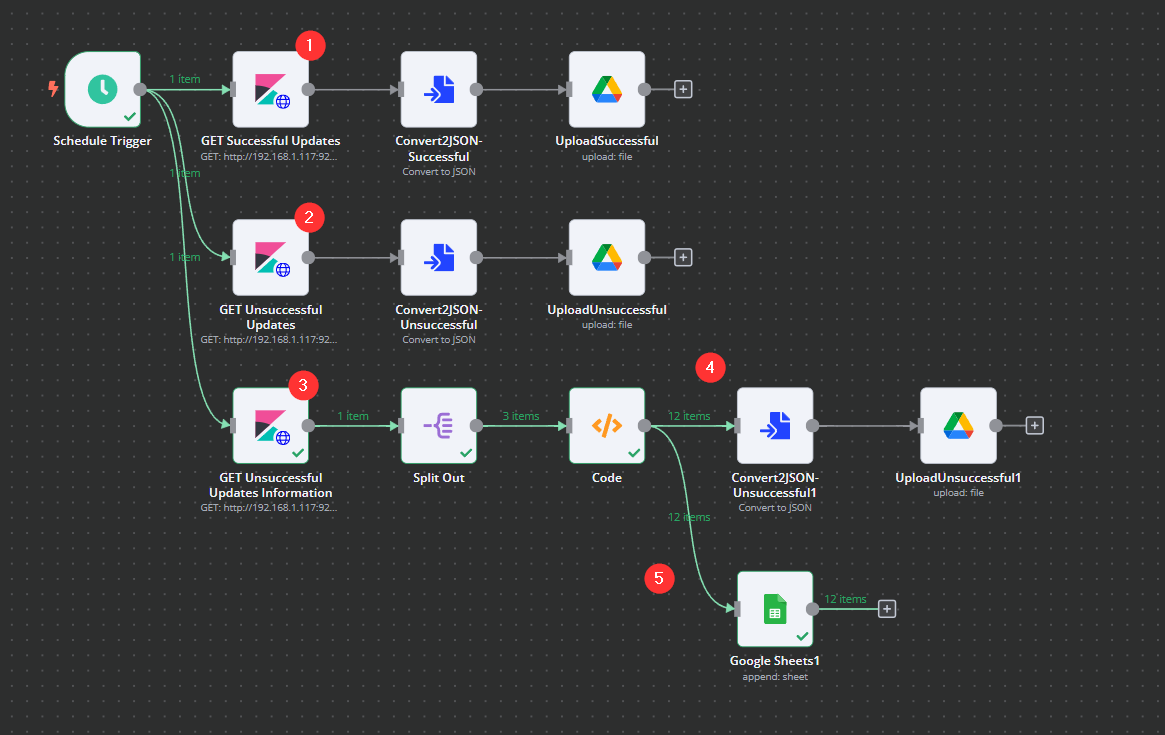 1
1 item
Schedule Trigger
GET Successful Updates
GET: http://192.168.1.117:92...
Convert2JSON-
Successful
Convert to JSON
UploadSuccessful
upload: file
1 item
2
1 item
GET Unsuccessful
Updates
GET: http://192.168.1.117:92...
Convert2JSON-
Unsuccessful
Convert to JSON
UploadUnsuccessful
upload: file
3
1 item
3 items
4
12 items
GET Unsuccessful
Updates Information
GET: http://192.168.1.117:92...
Split Out
Code
Convert2JSON-
Unsuccessful1
Convert to JSON
UploadUnsuccessful1
upload: file
12 items
5
12 items
Google Sheets1
append: sheet